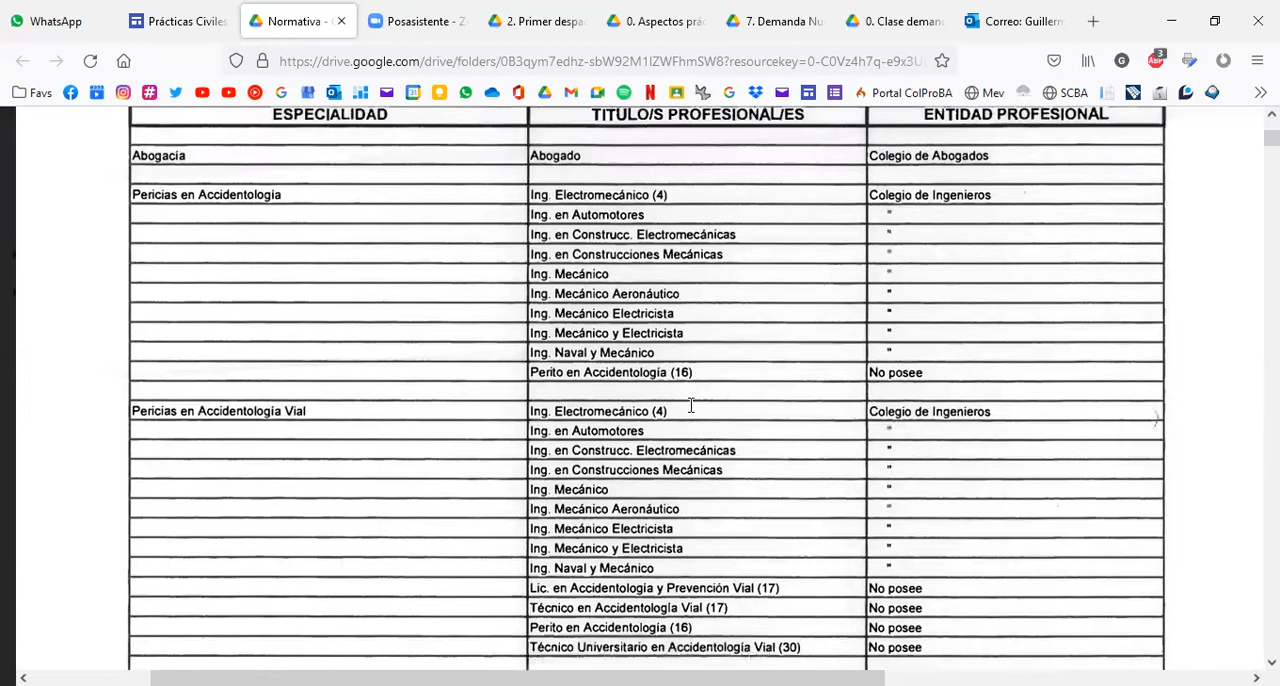 WhatsApp Prácticas Civiles Normativa - Posasistente - Z 2. Primer despa 0. Aspectos prác 7. Demanda Nu 0. Clase deman Correo: Guillerm
https://drive.google.com/drive/folders/0B3qym7edhz-sbW92M1lZWFhmSW8?resourcekey=0-C0Vz4h7q-e9x3U 3
Favs Portal ColProBA Mev SCBA
ESPECIALIDAD TITULO/S PROFESIONAL/ES ENTIDAD PROFESIONAL
Abogacía Abogado Colegio de Abogados
Pericias en Accidentología Ing. Electromecánico (4) Colegio de Ingenieros
Ing. en Automotores "
Ing. en Construcc. Electromecánicas "
Ing. en Construcciones Mecánicas "
Ing. Mecánico "
Ing. Mecánico Aeronáutico "
Ing. Mecánico Electricista "
Ing. Mecánico y Electricista "
Ing. Naval y Mecánico "
Perito en Accidentología (16) No posee
Pericias en Accidentología Vial Ing. Electromecánico (4) Colegio de Ingenieros
Ing. en Automotores "
Ing. en Construcc. Electromecánicas "
Ing. en Construcciones Mecánicas "
Ing. Mecánico "
Ing. Mecánico Aeronáutico "
Ing. Mecánico Electricista "
Ing. Mecánico y Electricista "
Ing. Naval y Mecánico "
Lic. en Accidentología y Prevención Vial (17) No posee
Técnico en Accidentología Vial (17) No posee
Perito en Accidentología (16) No posee
Técnico Universitario en Accidentología Vial (30) No posee